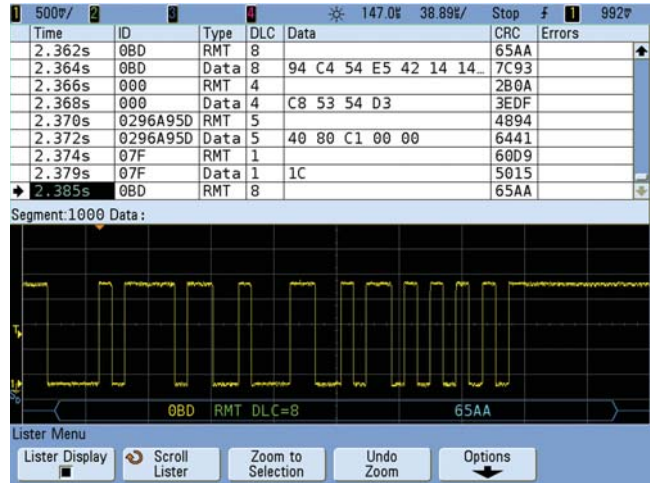 1 500▽/ 2 3 4 147.0s 38.89s/ Stop 1 992▽
Time ID Type DLC Data CRC Errors
2.362s 0BD RMT 8 65AA
2.364s 0BD Data 8 94 C4 54 E5 42 14 14… 7C93
2.366s 000 RMT 4 2B0A
2.368s 000 Data 4 C8 53 54 D3 3EDF
2.370s 0296A95D RMT 5 4894
2.372s 0296A95D Data 5 40 80 C1 00 00 6441
2.374s 07F RMT 1 60D9
2.379s 07F Data 1 1C 5015
2.385s 0BD RMT 8 65AA
Segment:1000 Data:
T
0BD RMT DLC=8 65AA
Lister Menu
Lister Display Scroll Lister Zoom to Selection Undo Zoom Options